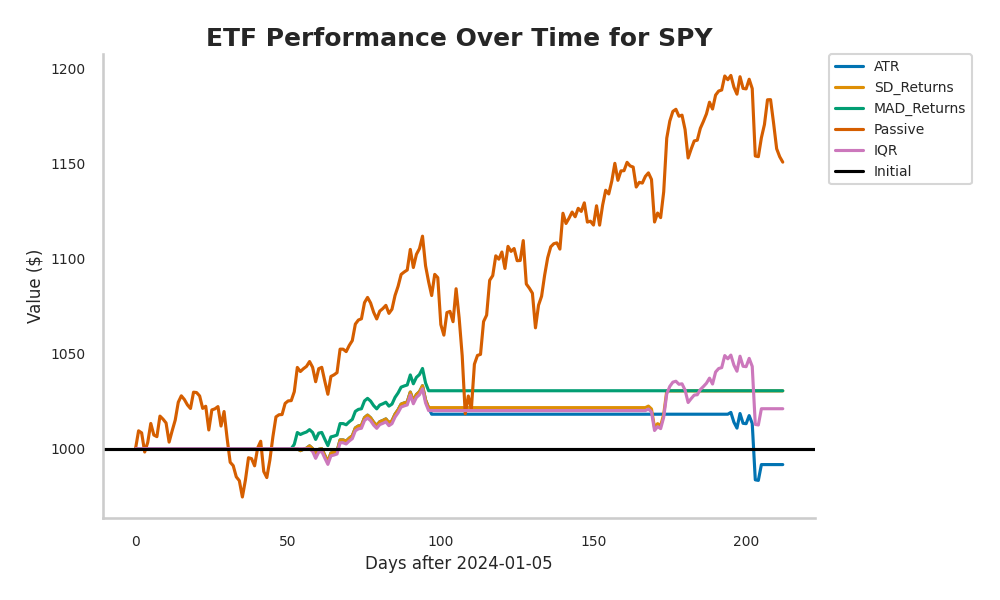 ETF Performance Over Time for SPY
1200
1150
1100
1050
1000
Value ($)
0
50
100
150
200
Days after 2024-01-05
ATR
SD_Returns
MAD_Returns
Passive
IQR
Initial